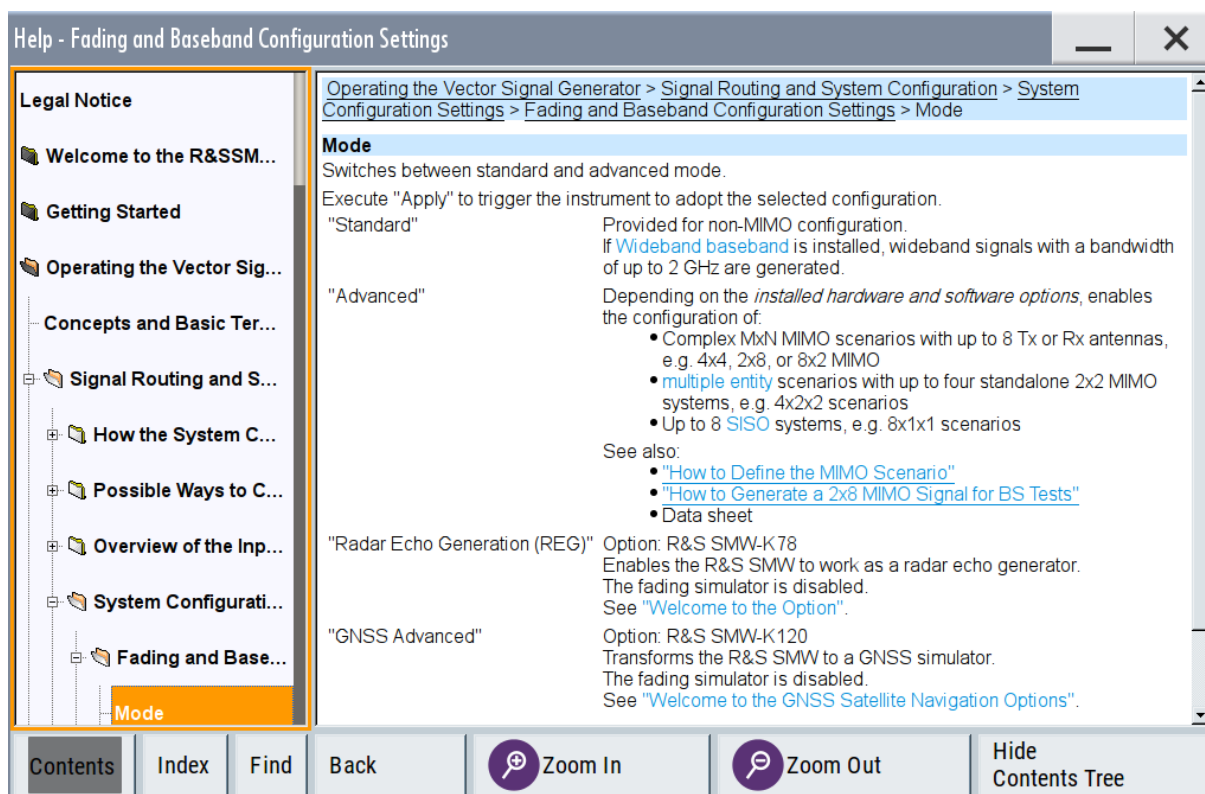 Help - Fading and Baseband Configuration Settings
Legal Notice
Welcome to the R&SSM...
Getting Started
Operating the Vector Sig...
Concepts and Basic Ter...
Signal Routing and S...
How the System C...
Possible Ways to C...
Overview of the Inp...
System Configurati...
Fading and Base...
Mode
Operating the Vector Signal Generator > Signal Routing and System Configuration > System
Configuration Settings > Fading and Baseband Configuration Settings > Mode
Mode
Switches between standard and advanced mode.
Execute "Apply" to trigger the instrument to adopt the selected configuration.
"Standard" Provided for non-MIMO configuration.
If Wideband baseband is installed, wideband signals with a bandwidth
of up to 2 GHz are generated.
"Advanced" Depending on the installed hardware and software options, enables
the configuration of:
• Complex MxN MIMO scenarios with up to 8 Tx or Rx antennas,
e.g. 4x4, 2x8, or 8x2 MIMO
• multiple entity scenarios with up to four standalone 2x2 MIMO
systems, e.g. 4x2x2 scenarios
• Up to 8 SISO systems, e.g. 8x1x1 scenarios
See also:
• "How to Define the MIMO Scenario"
• "How to Generate a 2x8 MIMO Signal for BS Tests"
• Data sheet
"Radar Echo Generation (REG)" Option: R&S SMW-K78
Enables the R&S SMW to work as a radar echo generator.
The fading simulator is disabled.
See "Welcome to the Option".
"GNSS Advanced" Option: R&S SMW-K120
Transforms the R&S SMW to a GNSS simulator.
The fading simulator is disabled.
See "Welcome to the GNSS Satellite Navigation Options".
Contents Index Find Back Zoom In Zoom Out Hide
Contents Tree